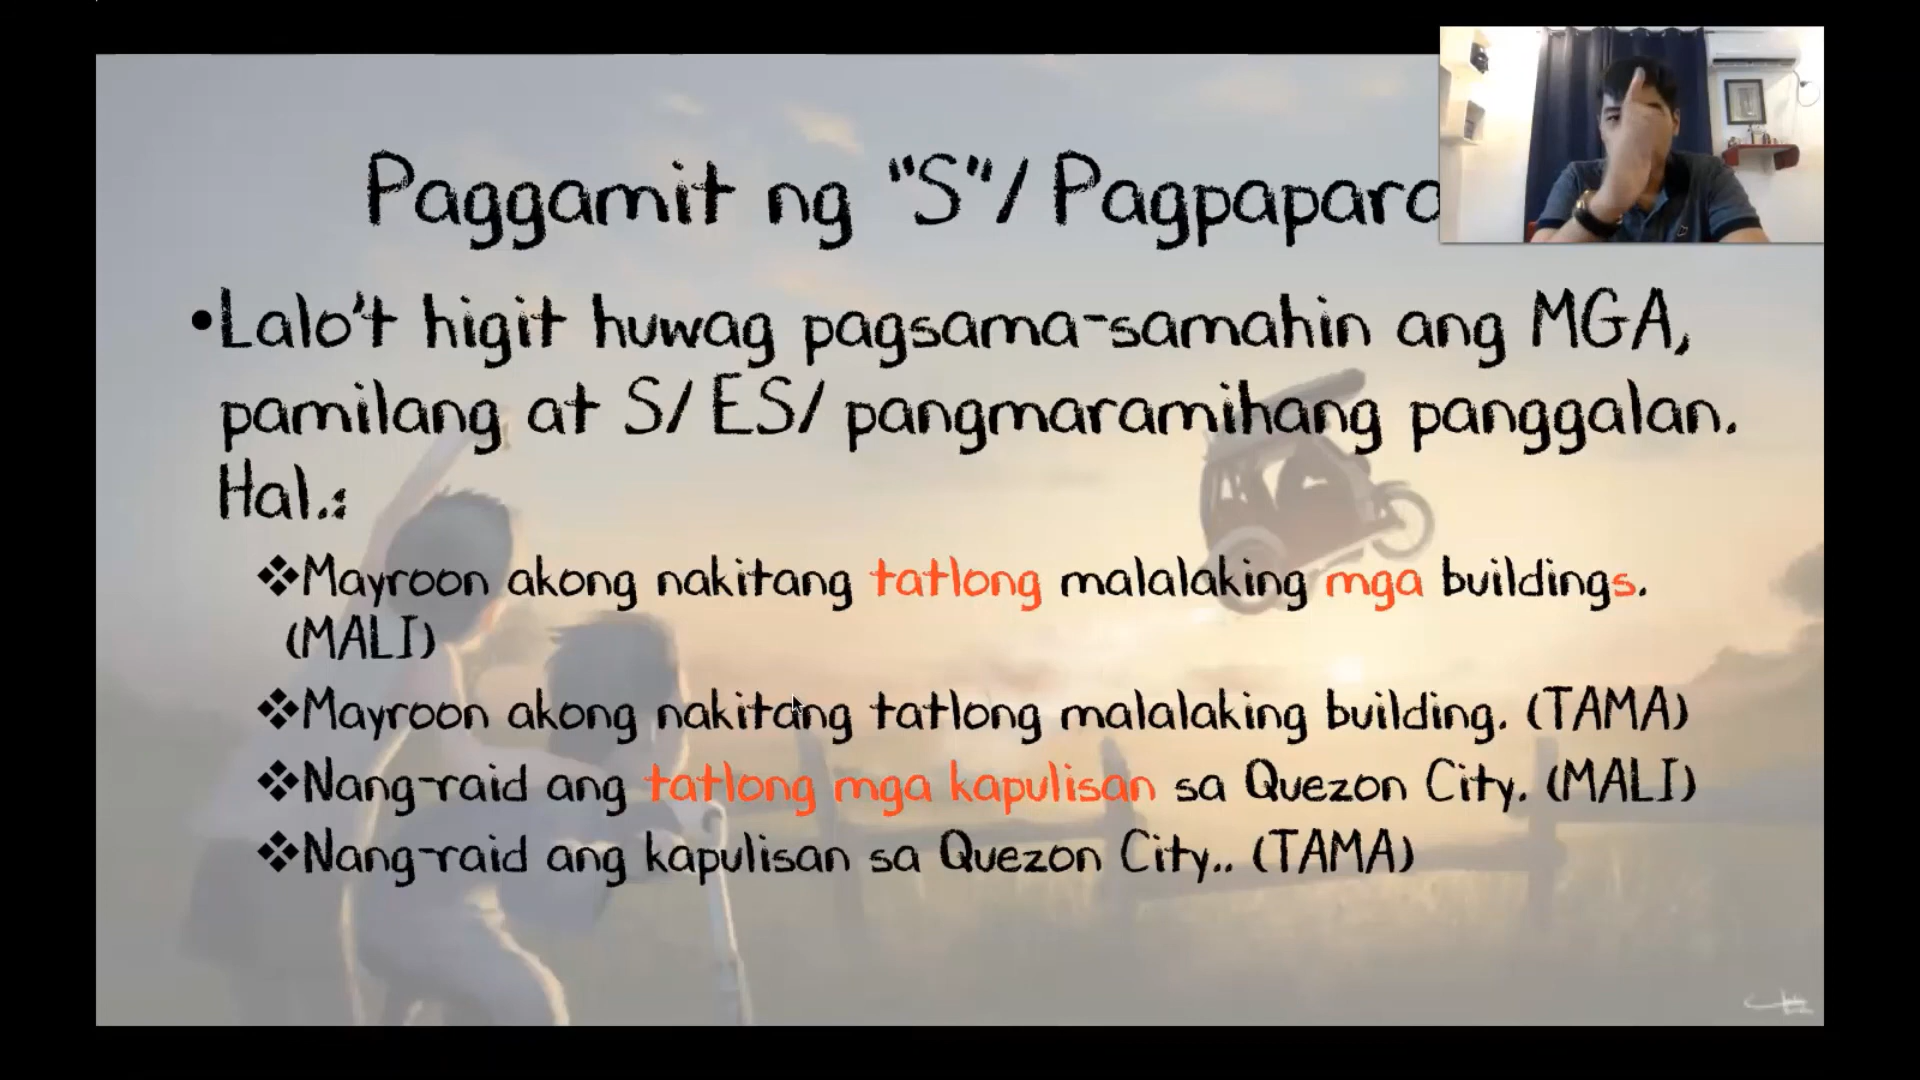 Paggamit ng "S"/
•Lalo't higit huwag pagsama-samahin ang MGA,
pamilang at S/ ES/ pangmaramihang panggalan.
Hal.:
❖Mayroon akong nakitang tatlong malalaking mga buildings.
(MALI)
❖Mayroon akong nakitang tatlong malalaking building. (TAMA)
❖Nang-raid ang tatlong mga kapulisan sa Quezon City. (MALI)
❖Nang-raid ang kapulisan sa Quezon City.. (TAMA)